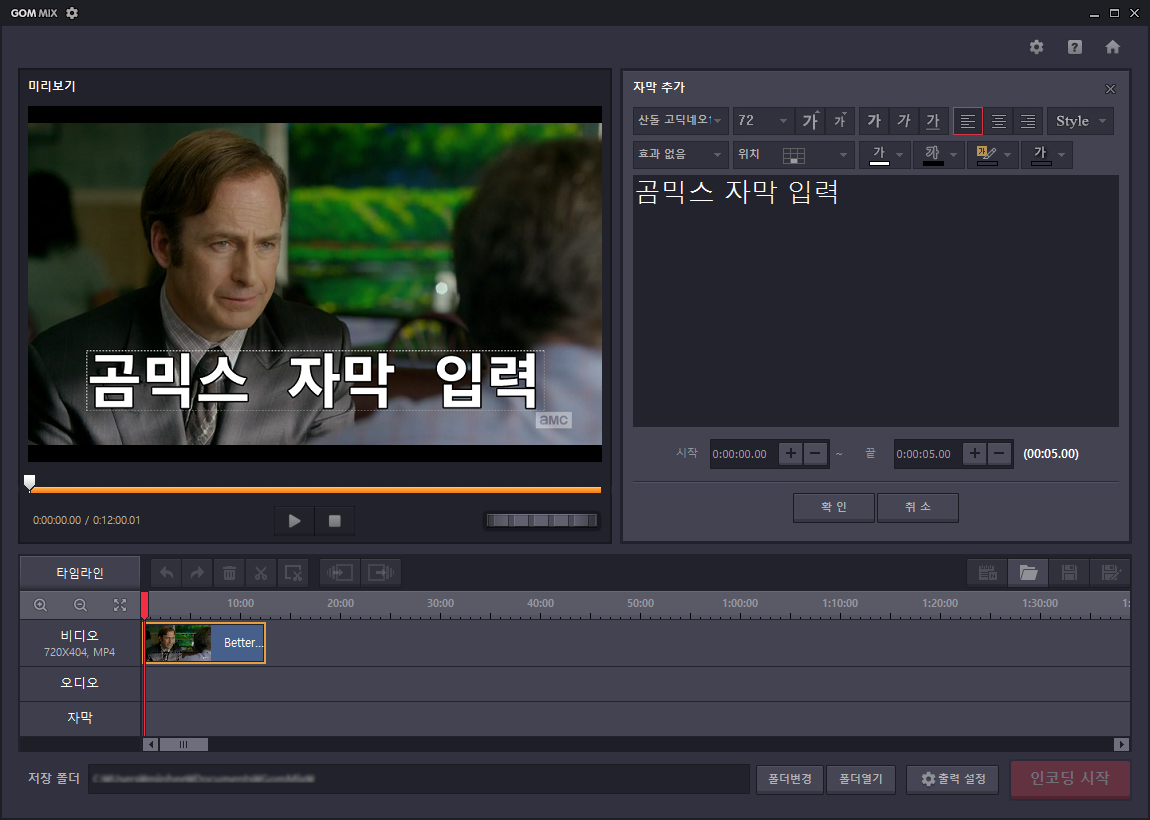 GOM MIX
미리보기
곰믹스 자막 입력
aMC
0:00:00.00 / 0:12:00.01
자막 추가
산돌 고딕네오1 72 가 가 가 가 가 Style
효과 없음 위치 가 가 가 가
곰믹스 자막 입력
시작 0:00:00.00 + − ~ 끝 0:00:05.00 + − (00:05.00)
확 인 취 소
타임라인
10:00 20:00 30:00 40:00 50:00 1:00:00 1:10:00 1:20:00 1:30:00 1:
비디오
720X404, MP4
Better...
오디오
자막
저장 폴더 폴더변경 폴더열기 출력 설정 인코딩 시작